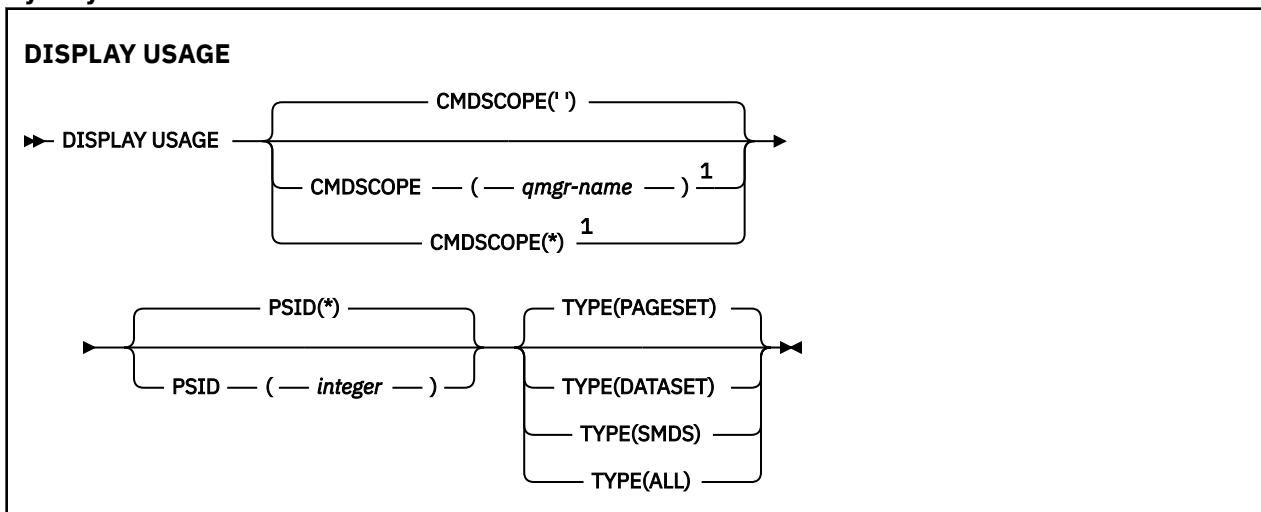 DISPLAY USAGE
CMDSCOPE(' ')
DISPLAY USAGE
CMDSCOPE ( qmgr-name ) 1
CMDSCOPE(*) 1
PSID(*)
PSID ( integer )
TYPE(PAGESET)
TYPE(DATASET)
TYPE(SMDS)
TYPE(ALL)